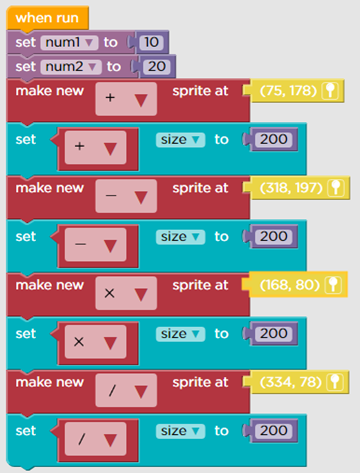 when run
set num1 ▼ to 10
set num2 ▼ to 20
make new + ▼ sprite at (75, 178)
set + ▼ size ▼ to 200
make new − ▼ sprite at (318, 197)
set − ▼ size ▼ to 200
make new × ▼ sprite at (168, 80)
set × ▼ size ▼ to 200
make new / ▼ sprite at (334, 78)
set / ▼ size ▼ to 200